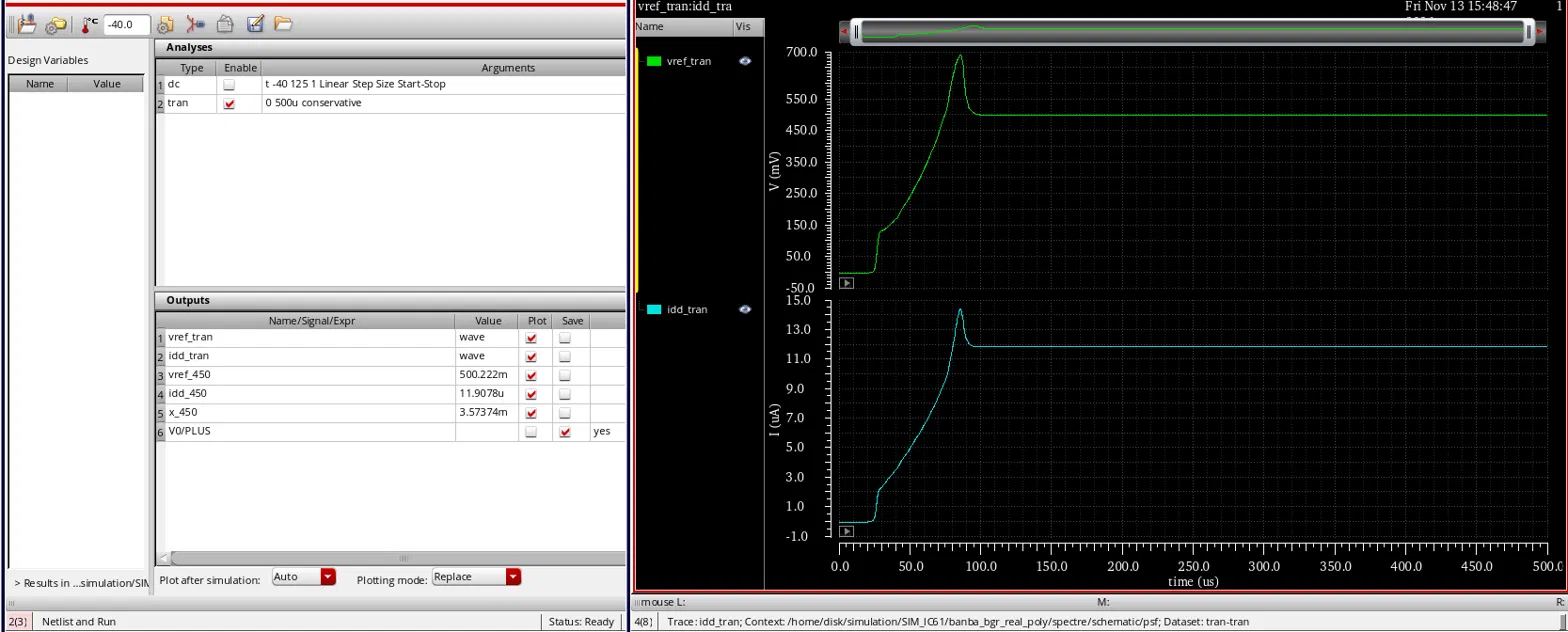 °C -40.0
Design Variables
Name Value
> Results in ...simulation/SIM
Analyses
Type Enable Arguments
1 dc t -40 125 1 Linear Step Size Start-Stop
2 tran 0 500u conservative
Outputs
Name/Signal/Expr Value Plot Save
1 vref_tran wave
2 idd_tran wave
3 vref_450 500.222m
4 idd_450 11.9078u
5 x_450 3.57374m
6 V0/PLUS yes
Plot after simulation: Auto Plotting mode: Replace
2(3) Netlist and Run Status: Ready
vref_tran:idd_tra Fri Nov 13 15:48:47 1
Name Vis
vref_tran
idd_tran
700.0
550.0
450.0
350.0
250.0
150.0
50.0
-50.0
V (mV)
15.0
13.0
11.0
9.0
7.0
5.0
3.0
1.0
-1.0
I (uA)
0.0 50.0 100.0 150.0 200.0 250.0 300.0 350.0 400.0 450.0 500.0
time (us)
mouse L: M: R:
4(8) Trace: idd_tran; Context: /home/disk/simulation/SIM_IC61/banba_bgr_real_poly/spectre/schematic/psf; Dataset: tran-tran